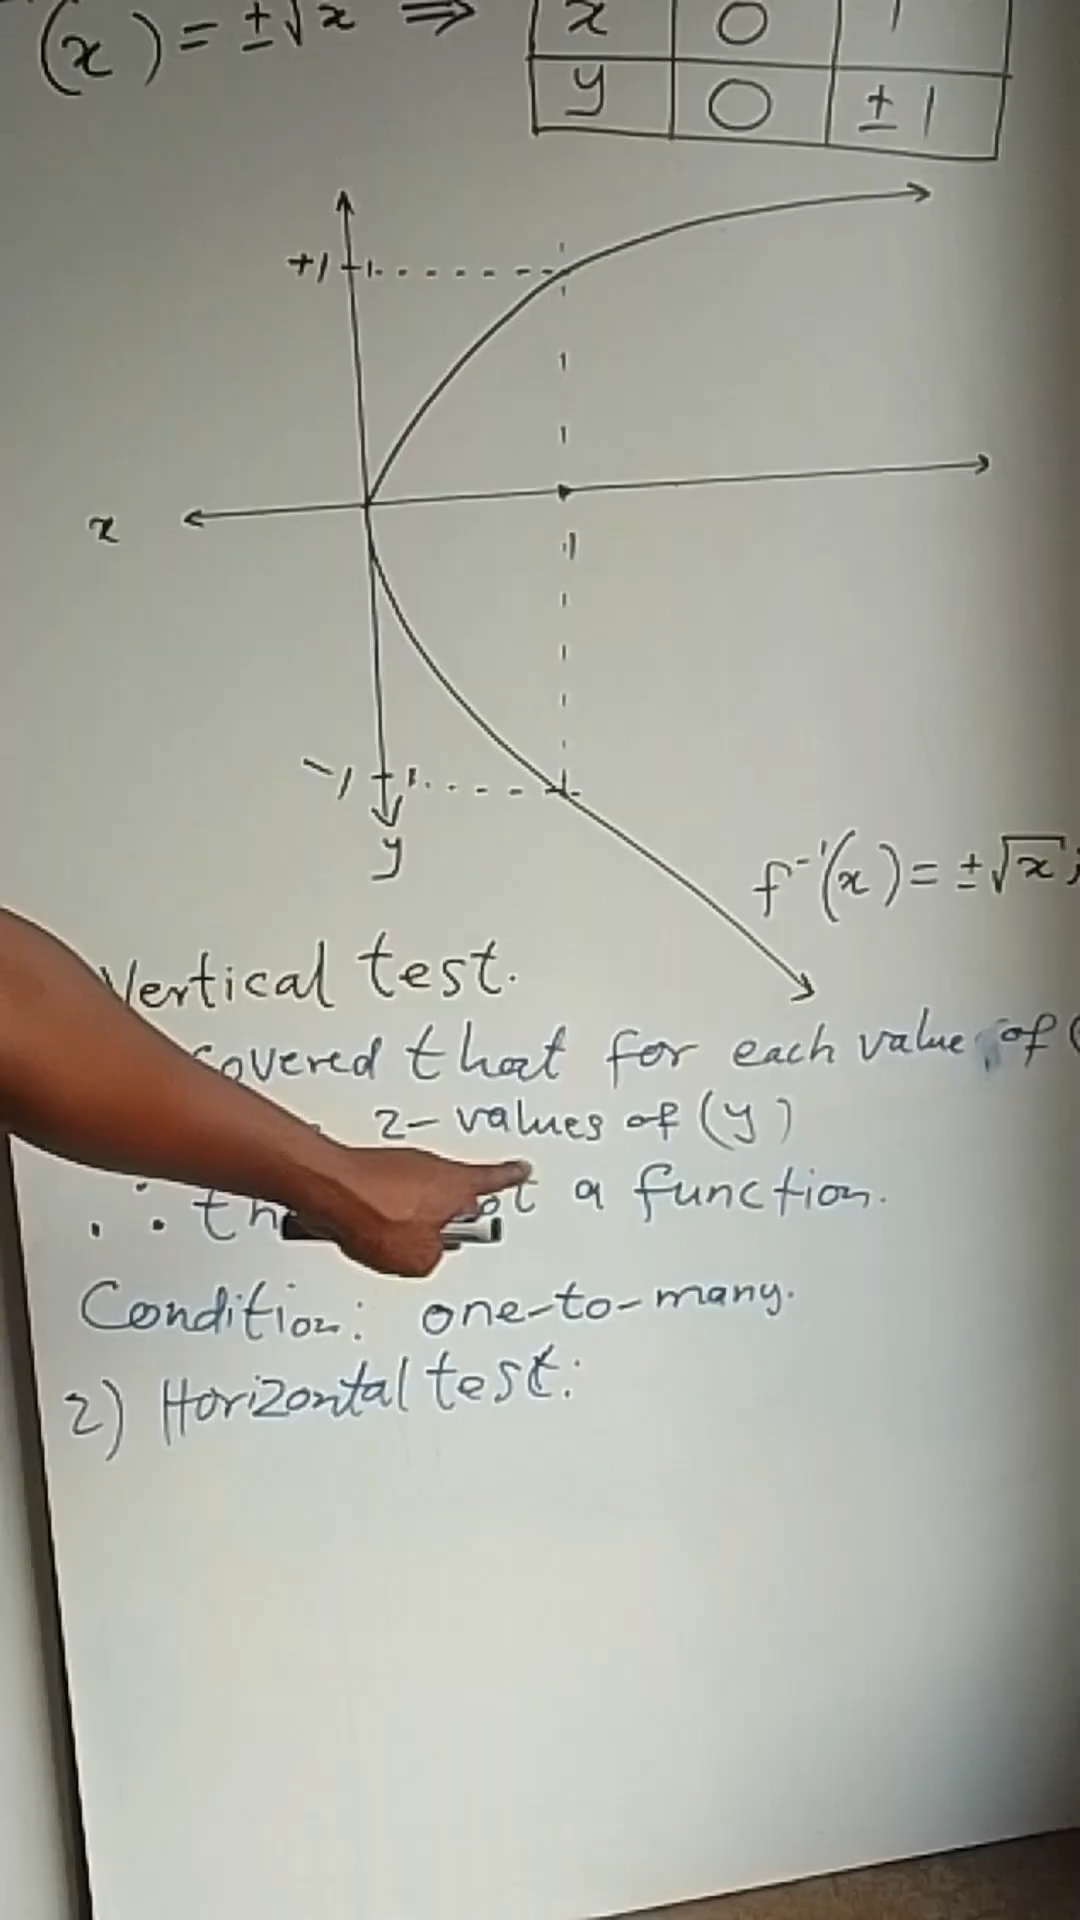 (x) = ±√x ⇒
x 0 1
y 0 ±1
+1
x
1
-1
y
f⁻¹(x) = ±√x;
Vertical test.
covered that for each value of (
2- values of (y)
∴ a function.
Condition: one-to-many.
2) Horizontal test: